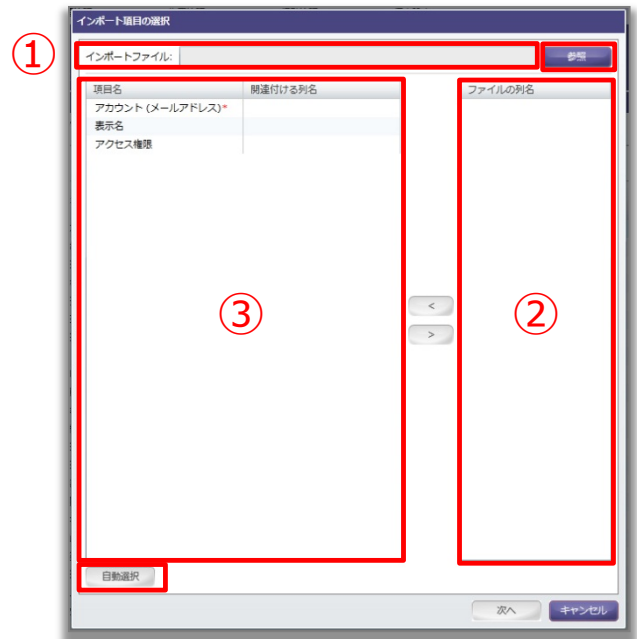 インポート項目の選択
①
インポートファイル:
参照
項目名
関連付ける列名
ファイルの列名
アカウント (メールアドレス)*
表示名
アクセス権限
③
<
>
②
自動選択
次へ
キャンセル